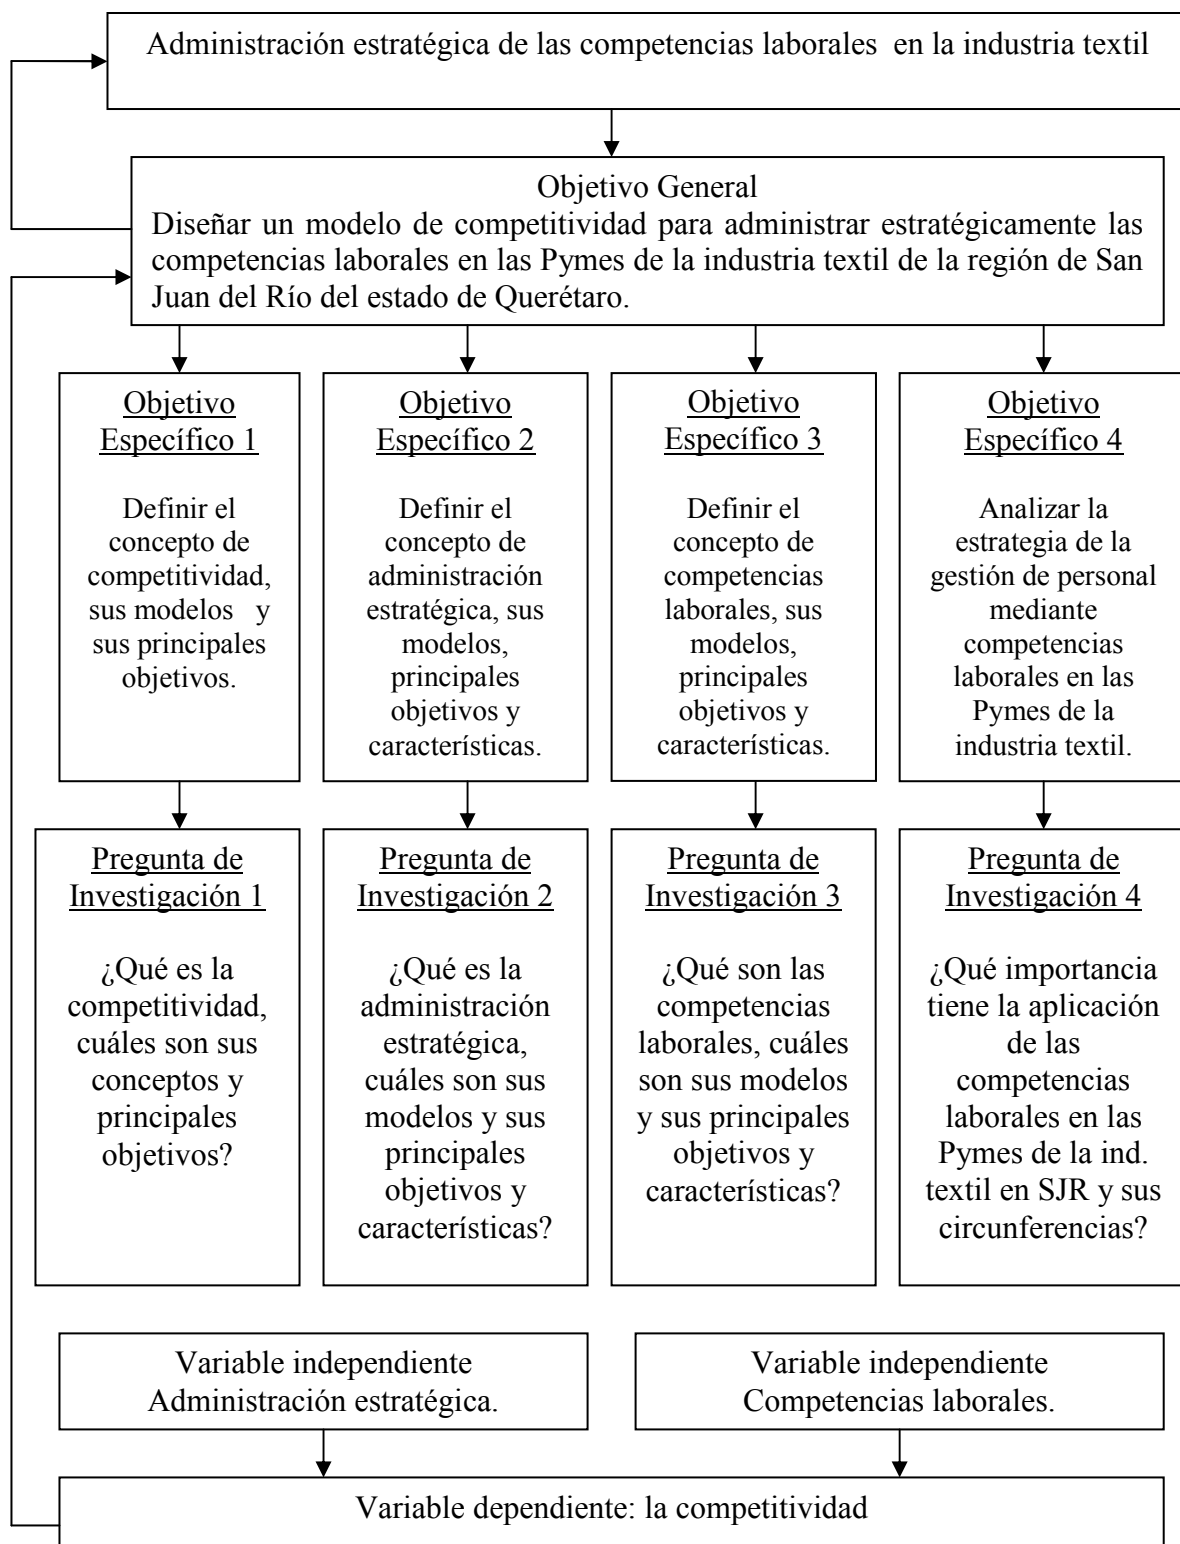 Administración estratégica de las competencias laborales en la industria textil
Objetivo General
Diseñar un modelo de competitividad para administrar estratégicamente las
competencias laborales en las Pymes de la industria textil de la región de San
Juan del Río del estado de Querétaro.
Objetivo
Específico 1
Definir el
concepto de
competitividad,
sus modelos y
sus principales
objetivos.
Objetivo
Específico 2
Definir el
concepto de
administración
estratégica, sus
modelos,
principales
objetivos y
características.
Objetivo
Específico 3
Definir el
concepto de
competencias
laborales, sus
modelos,
principales
objetivos y
características.
Objetivo
Específico 4
Analizar la
estrategia de la
gestión de personal
mediante
competencias
laborales en las
Pymes de la
industria textil.
Pregunta de
Investigación 1
¿Qué es la
competitividad,
cuáles son sus
conceptos y
principales
objetivos?
Pregunta de
Investigación 2
¿Qué es la
administración
estratégica,
cuáles son sus
modelos y sus
principales
objetivos y
características?
Pregunta de
Investigación 3
¿Qué son las
competencias
laborales, cuáles
son sus modelos
y sus principales
objetivos y
características?
Pregunta de
Investigación 4
¿Qué importancia
tiene la aplicación
de las
competencias
laborales en las
Pymes de la ind.
textil en SJR y sus
circunferencias?
Variable independiente
Administración estratégica.
Variable independiente
Competencias laborales.
Variable dependiente: la competitividad